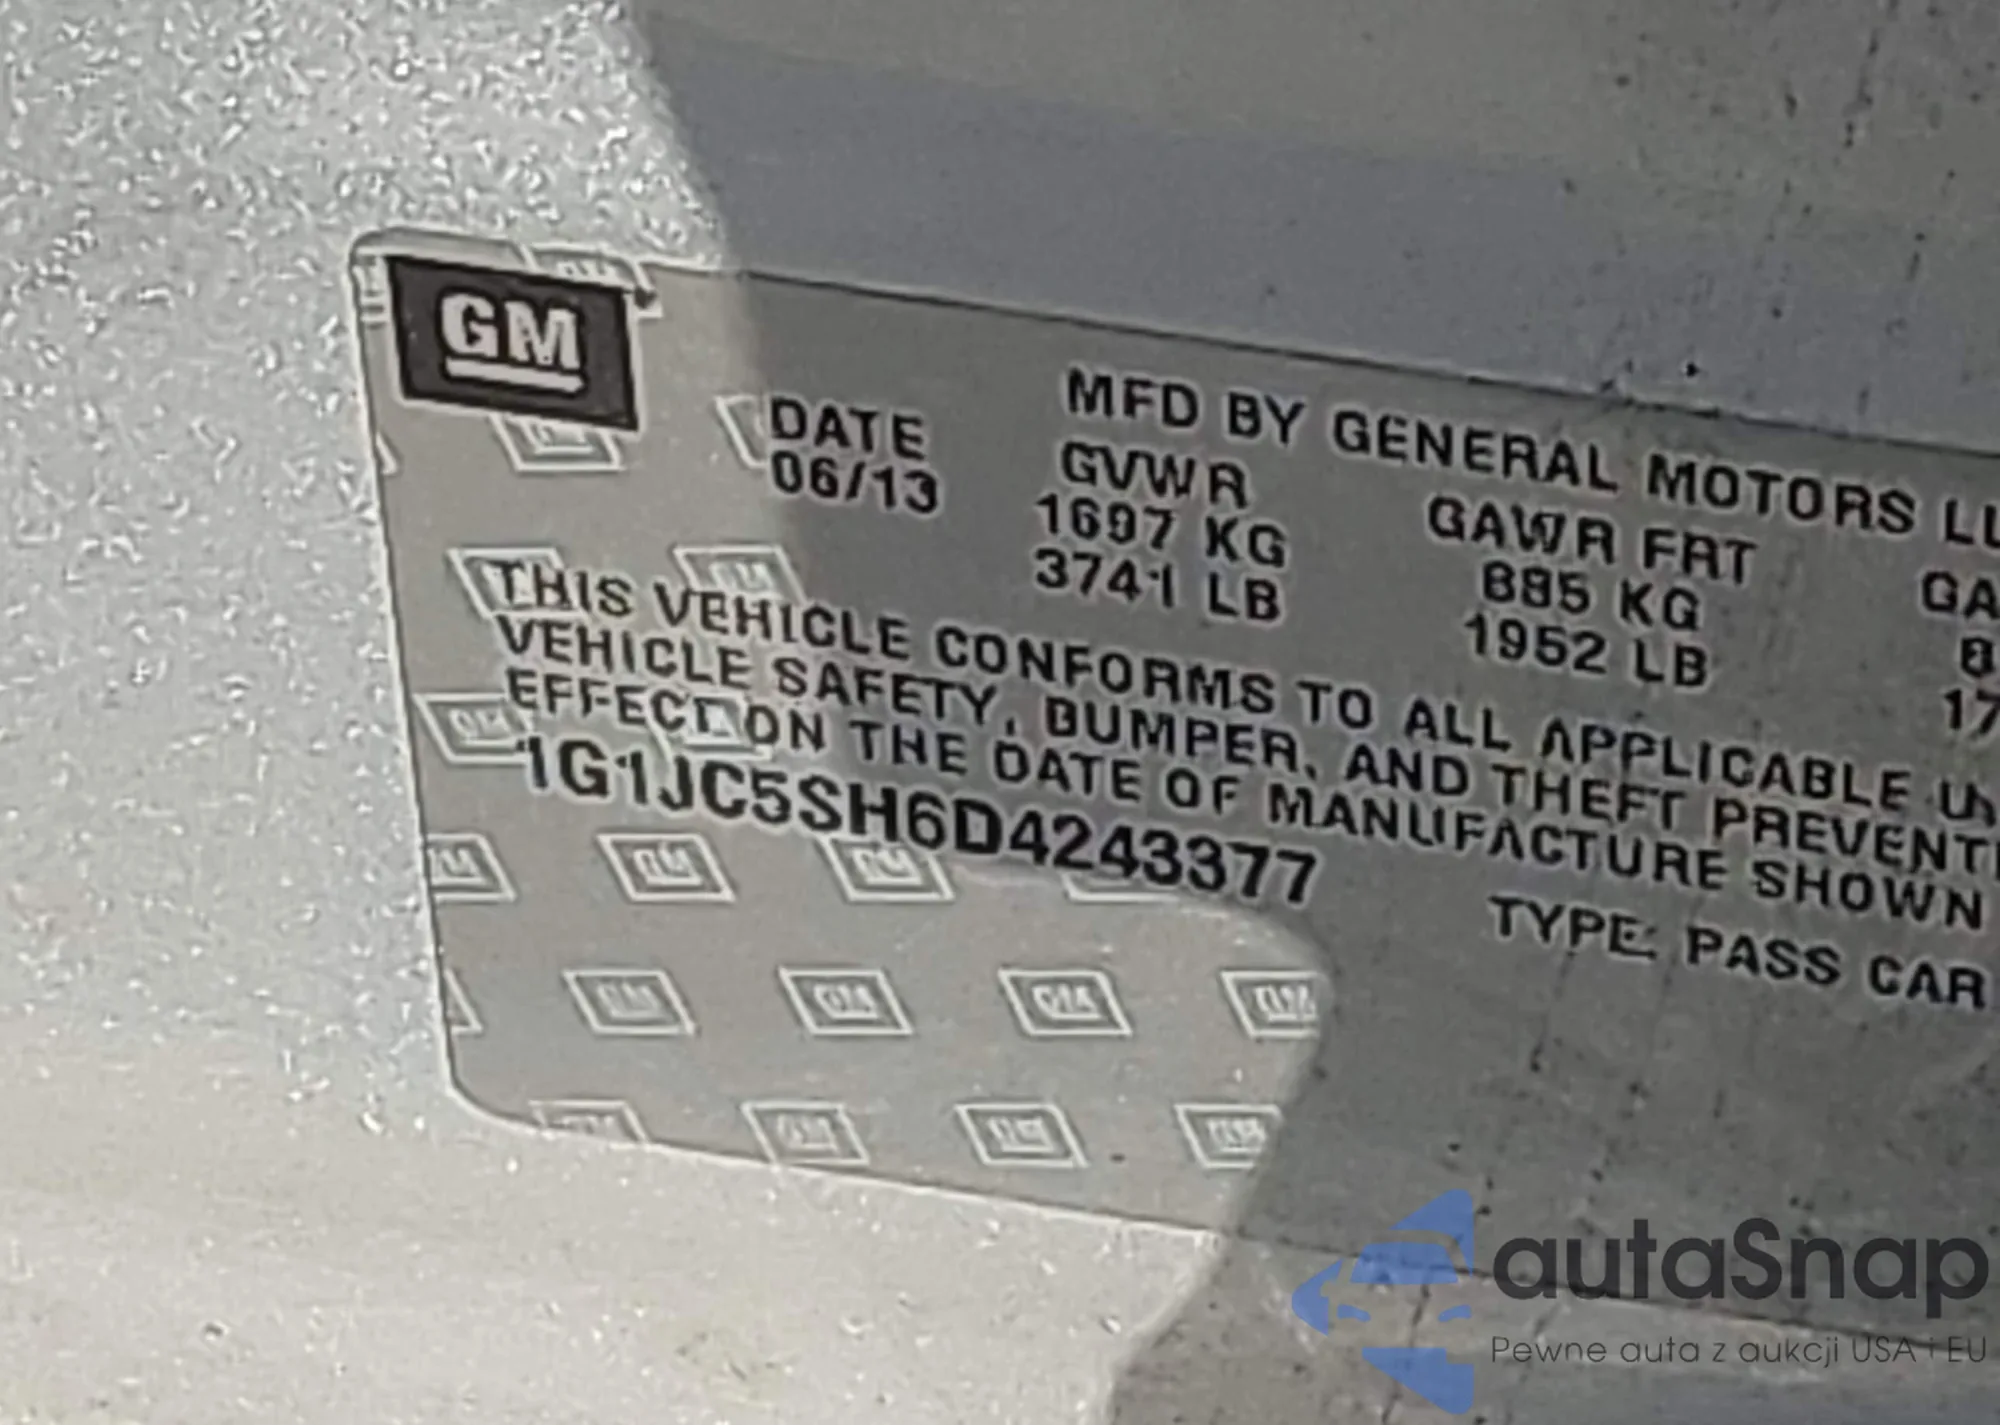 GM
DATE
06/13
MFD BY GENERAL MOTORS
GVWR
1697 KG
3741 LB
GAWR FRT
885 KG
1952 LB
THIS VEHICLE CONFORMS TO ALL APPLICABLE
VEHICLE SAFETY, BUMPER, AND THEFT
EFFECT ON THE DATE OF MANUFACTURE SHOWN
1G1JC5SH6D4243377
TYPE: PASS CAR
autaSnap
Pewne auta z aukcji USA i EU